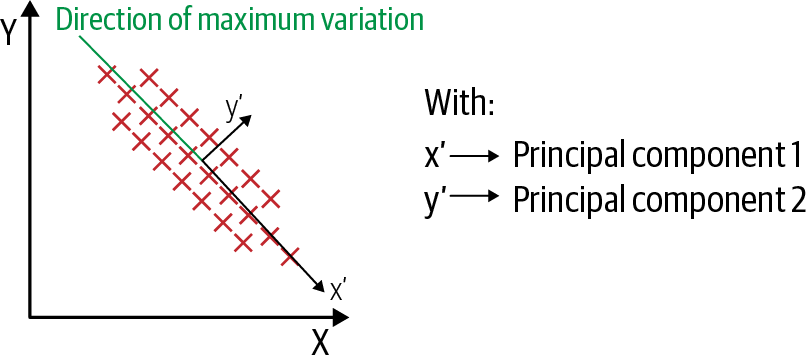 Y
Direction of maximum variation
y′
With:
x′ → Principal component 1
y′ → Principal component 2
x′
X